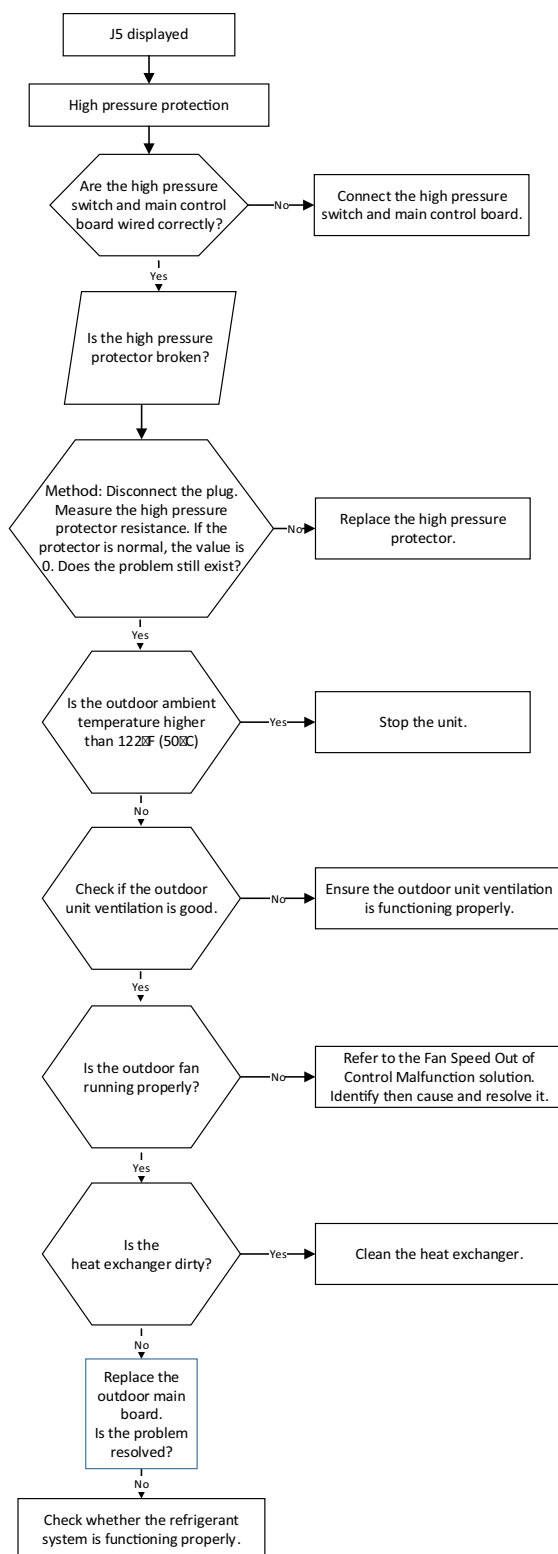 J5 displayed
High pressure protection
Are the high pressure
switch and main control
board wired correctly?
No
Connect the high pressure
switch and main control board.
Yes
Is the high pressure
protector broken?
Method: Disconnect the plug.
Measure the high pressure
protector resistance. If the
protector is normal, the value is
0. Does the problem still exist?
No
Replace the high pressure
protector.
Yes
Is the outdoor ambient
temperature higher
than 122▯F (50▯C)
Yes
Stop the unit.
No
Check if the outdoor
unit ventilation is good.
No
Ensure the outdoor unit ventilation
is functioning properly.
Yes
Is the outdoor fan
running properly?
No
Refer to the Fan Speed Out of
Control Malfunction solution.
Identify then cause and resolve it.
Yes
Is the
heat exchanger dirty?
Yes
Clean the heat exchanger.
No
Replace the
outdoor main
board.
Is the problem
resolved?
No
Check whether the refrigerant
system is functioning properly.